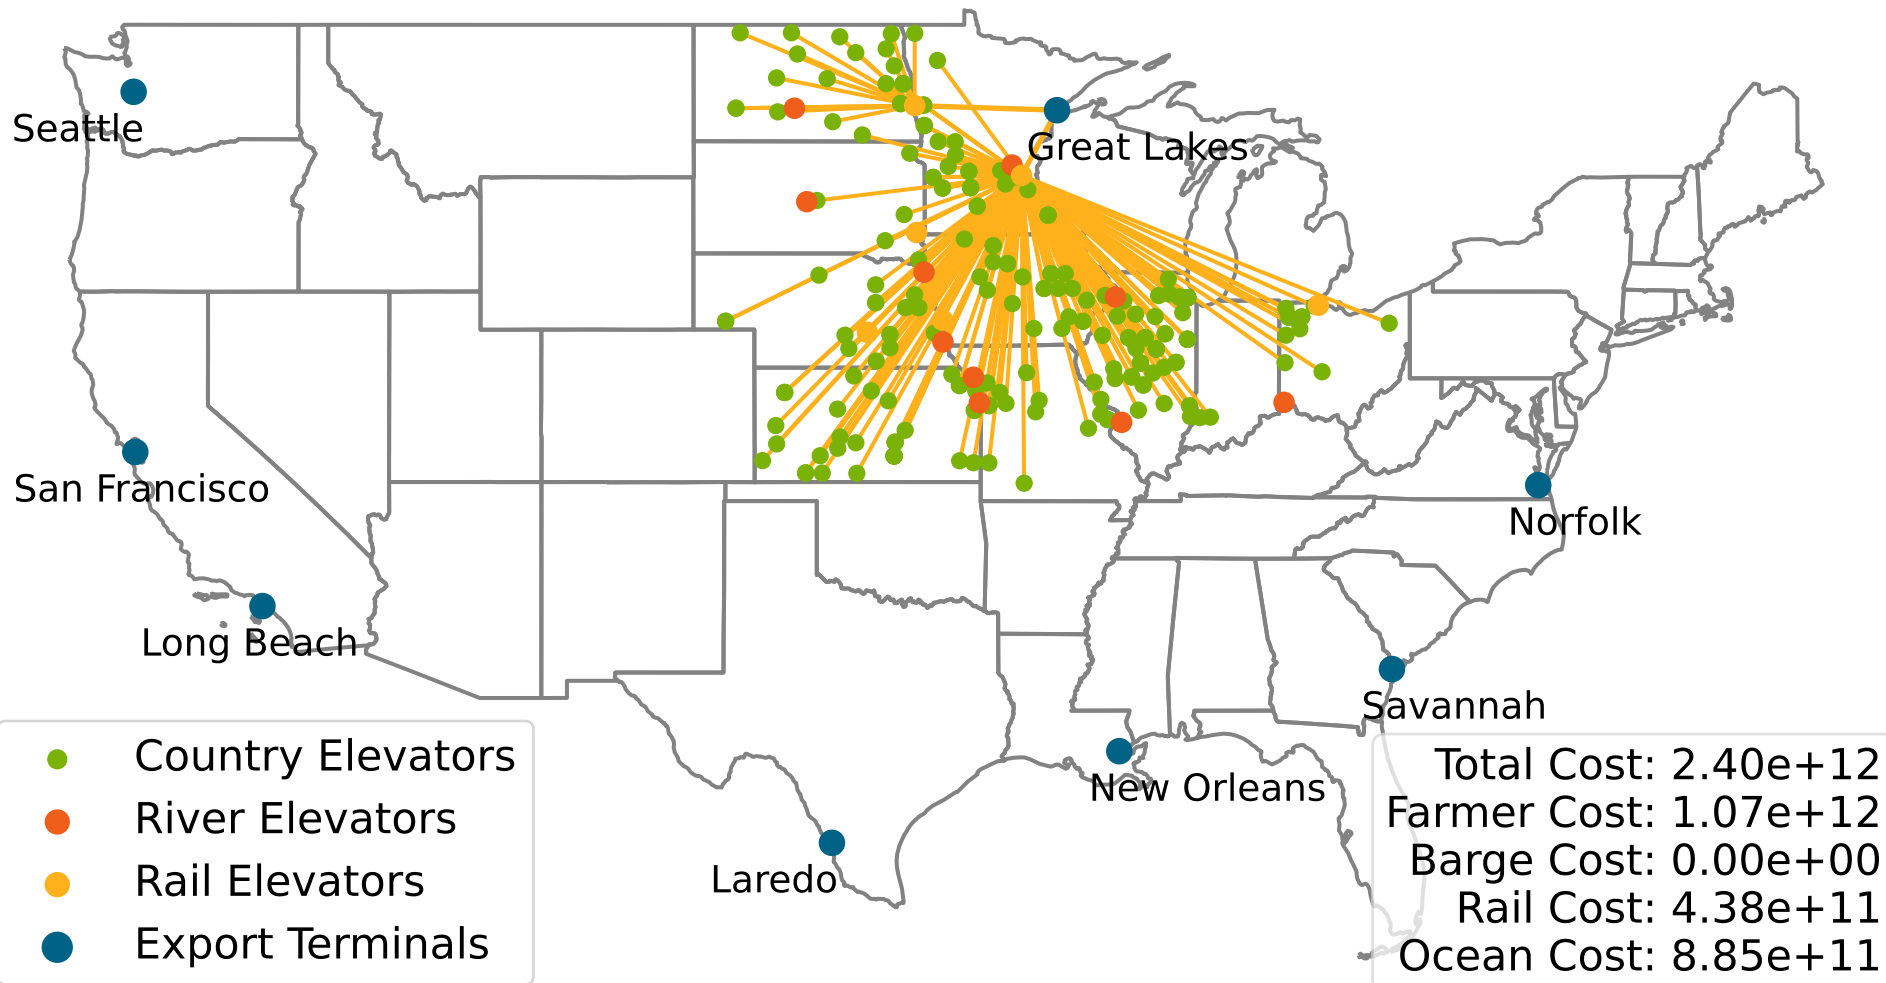 Seattle
Great Lakes
San Francisco
Norfolk
Long Beach
Savannah
New Orleans
Laredo
Country Elevators
River Elevators
Rail Elevators
Export Terminals
Total Cost: 2.40e+12
Farmer Cost: 1.07e+12
Barge Cost: 0.00e+00
Rail Cost: 4.38e+11
Ocean Cost: 8.85e+11